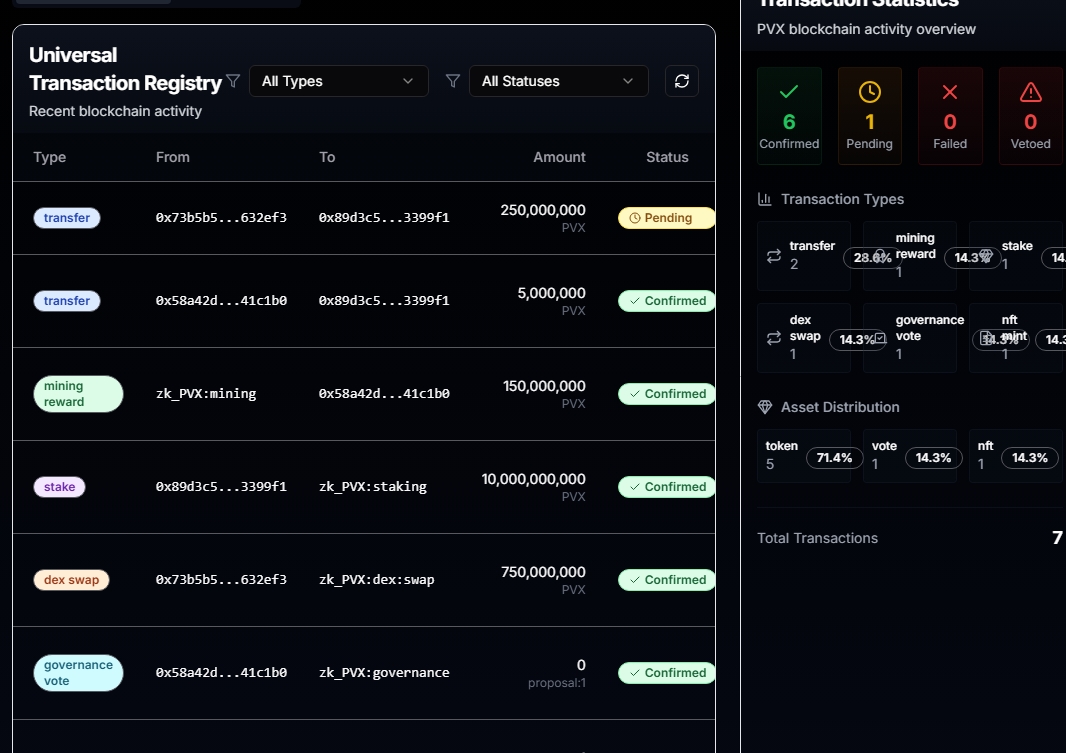 Universal
Transaction Registry
All Types
All Statuses
Recent blockchain activity
Type From To Amount Status
transfer 0x73b5b5...632ef3 0x89d3c5...3399f1 250,000,000 Pending
PVX
transfer 0x58a42d...41c1b0 0x89d3c5...3399f1 5,000,000 Confirmed
PVX
mining
reward
zk_PVX:mining 0x58a42d...41c1b0 150,000,000 Confirmed
PVX
stake 0x89d3c5...3399f1 zk_PVX:staking 10,000,000,000 Confirmed
PVX
dex swap 0x73b5b5...632ef3 zk_PVX:dex:swap 750,000,000 Confirmed
PVX
governance
vote
0x58a42d...41c1b0 zk_PVX:governance 0 Confirmed
proposal:1
Transaction Statistics
PVX blockchain activity overview
6 1 0 0
Confirmed Pending Failed Vetoed
Transaction Types
transfer
2
28.6%
mining
reward
1
14.3%
stake
1
14.
dex
swap
1
14.3%
governance
vote
1
14.3%
nft
mint
1
14.3
Asset Distribution
token
5
71.4%
vote
1
14.3%
nft
1
14.3%
Total Transactions 7